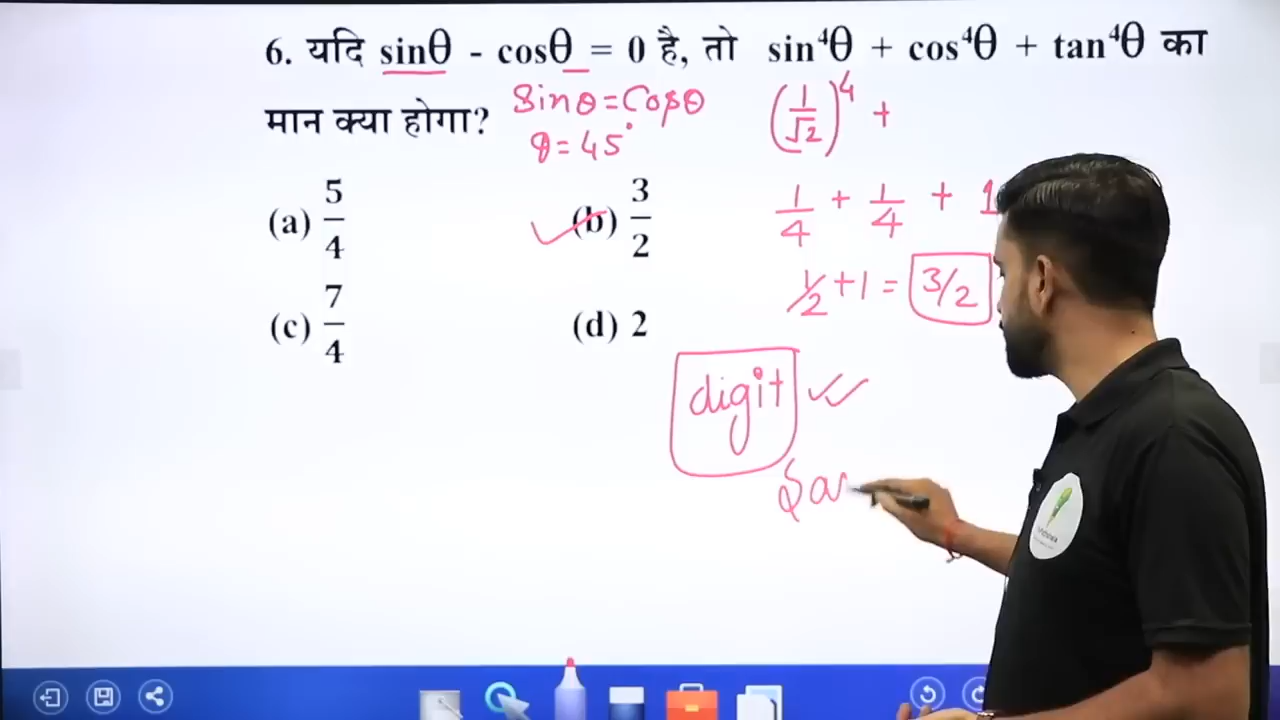 6. यदि sinθ - cosθ = 0 है, तो sin⁴θ + cos⁴θ + tan⁴θ का
मान क्या होगा?
sinθ = cosθ
θ = 45°
(1/√2)⁴ +
1/4 + 1/4 + 1
1/2 + 1 = 3/2
(a) 5/4
(b) 3/2
(c) 7/4
(d) 2
digit